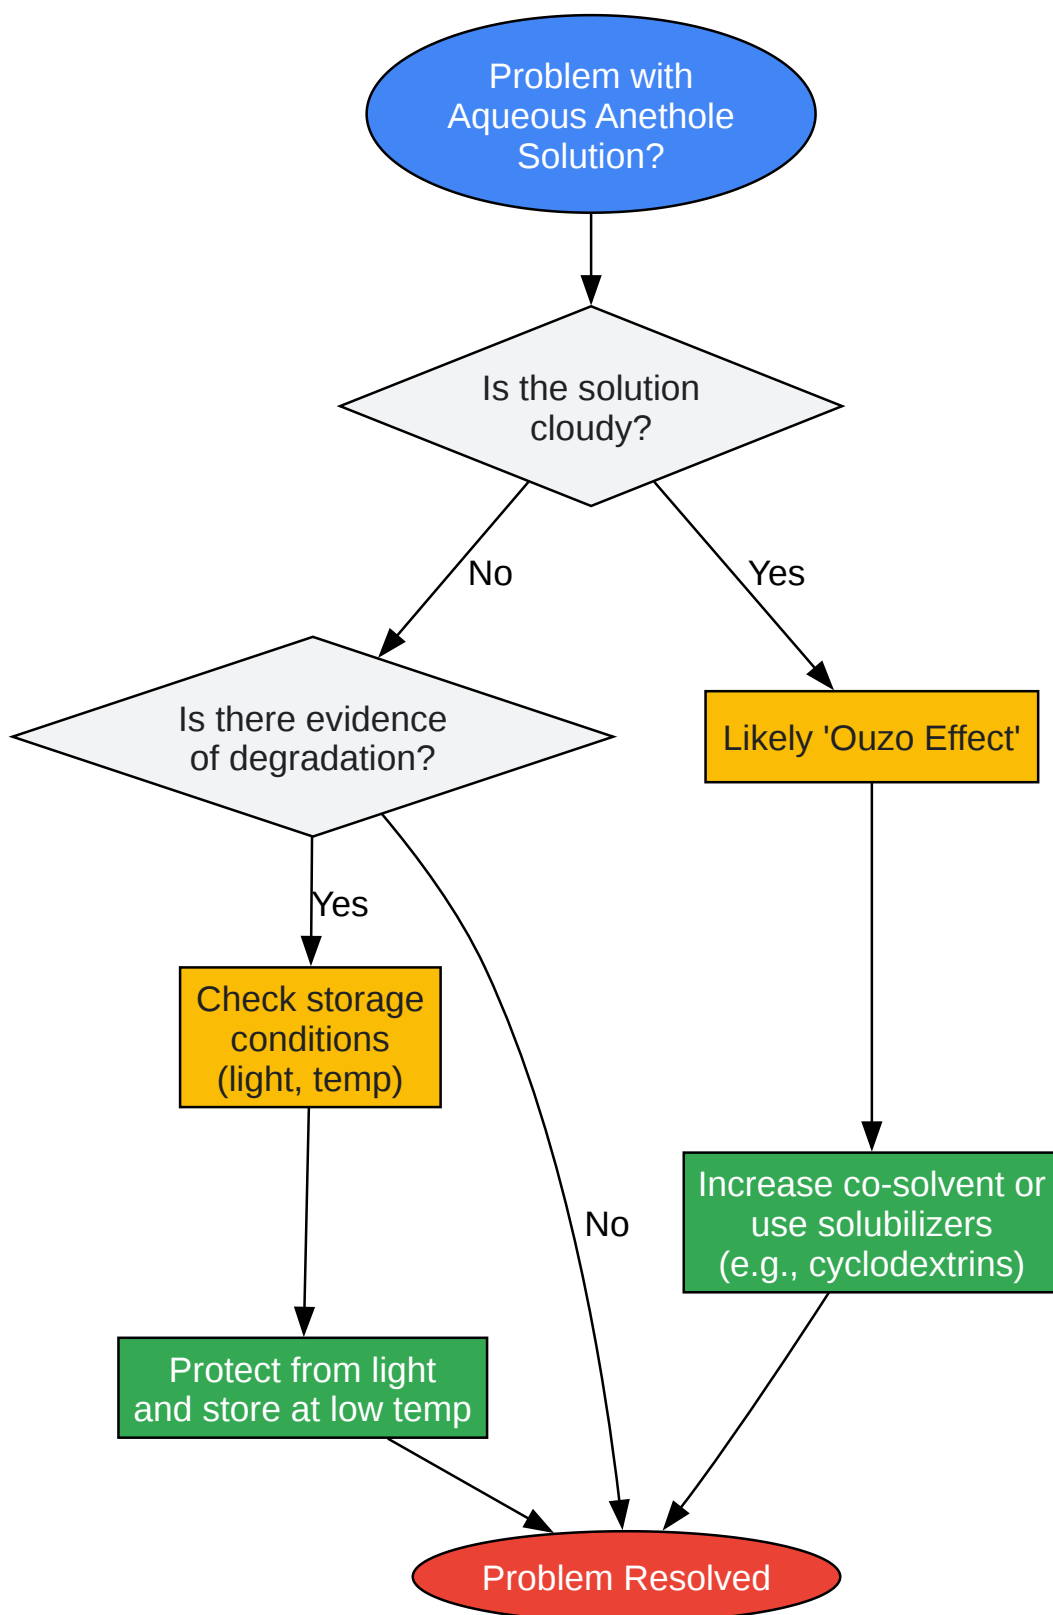 Problem with
Aqueous Anethole
Solution?
Is the solution
cloudy?
No
Yes
Is there evidence
of degradation?
Likely 'Ouzo Effect'
Yes
Check storage
conditions
(light, temp)
No
Increase co-solvent or
use solubilizers
(e.g., cyclodextrins)
Protect from light
and store at low temp
Problem Resolved